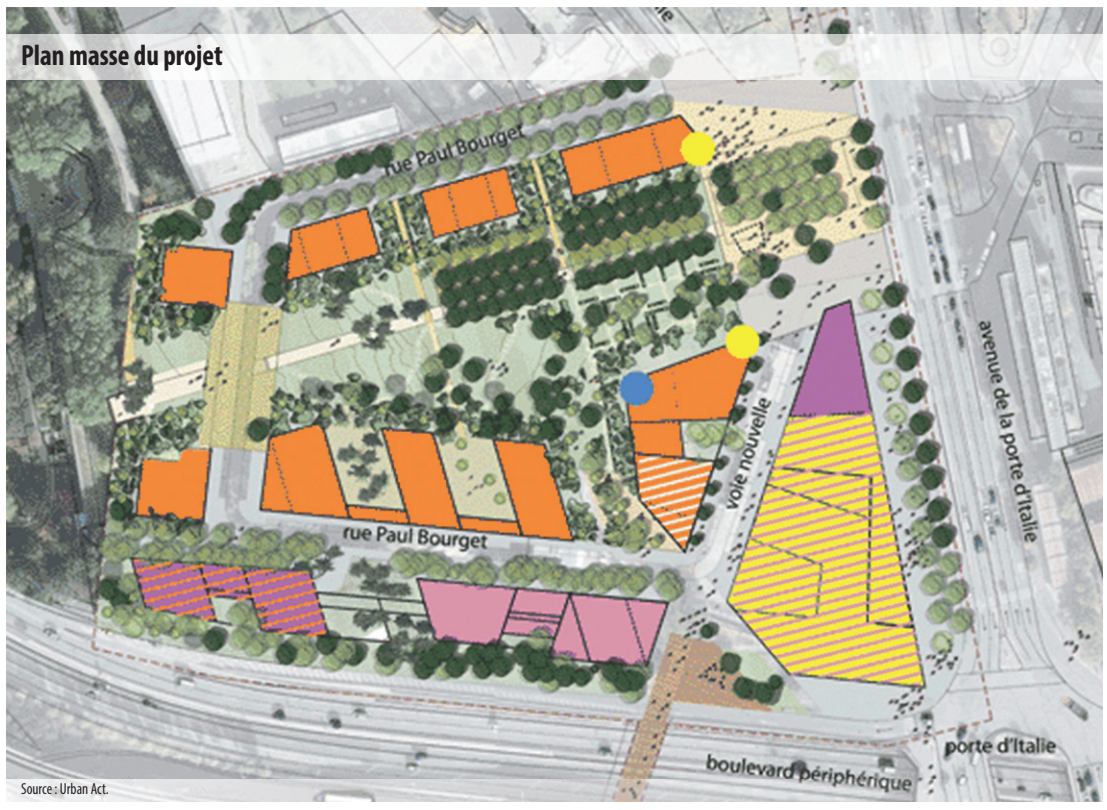 Plan masse du projet
rue Paul Bourget
avenue de la porte d'Italie
voie nouvelle
rue Paul Bourget
porte d'Italie
boulevard périphérique
Source : Urban Act.